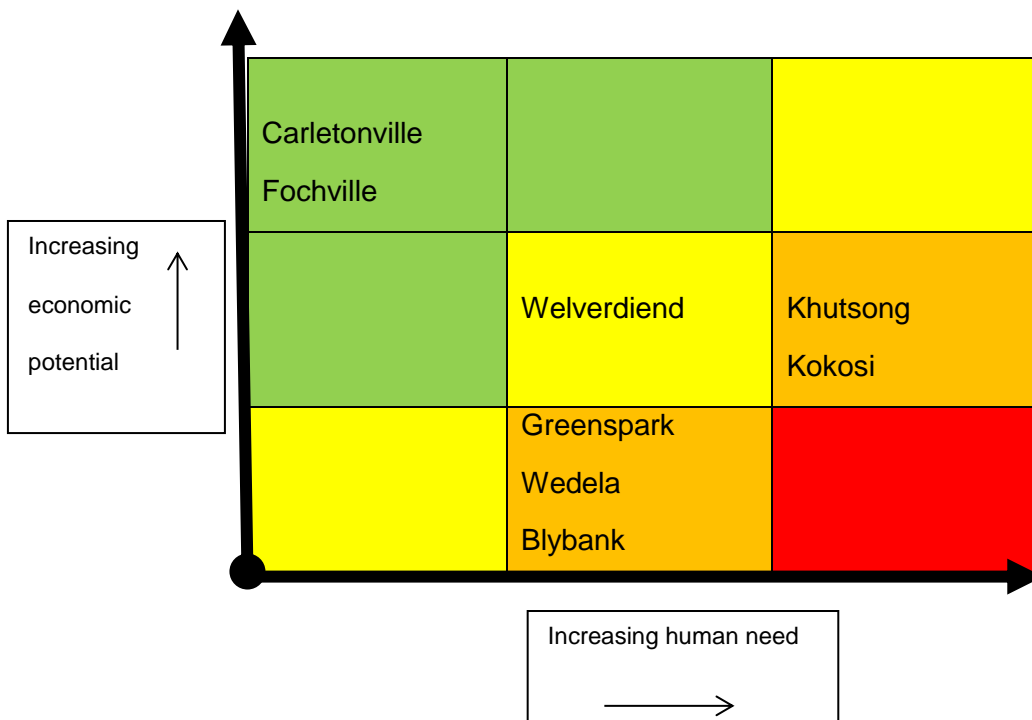 Carletonville
Fochville
Increasing
economic
potential
Welverdiend
Khutsong
Kokosi
Greenspark
Wedela
Blybank
Increasing human need